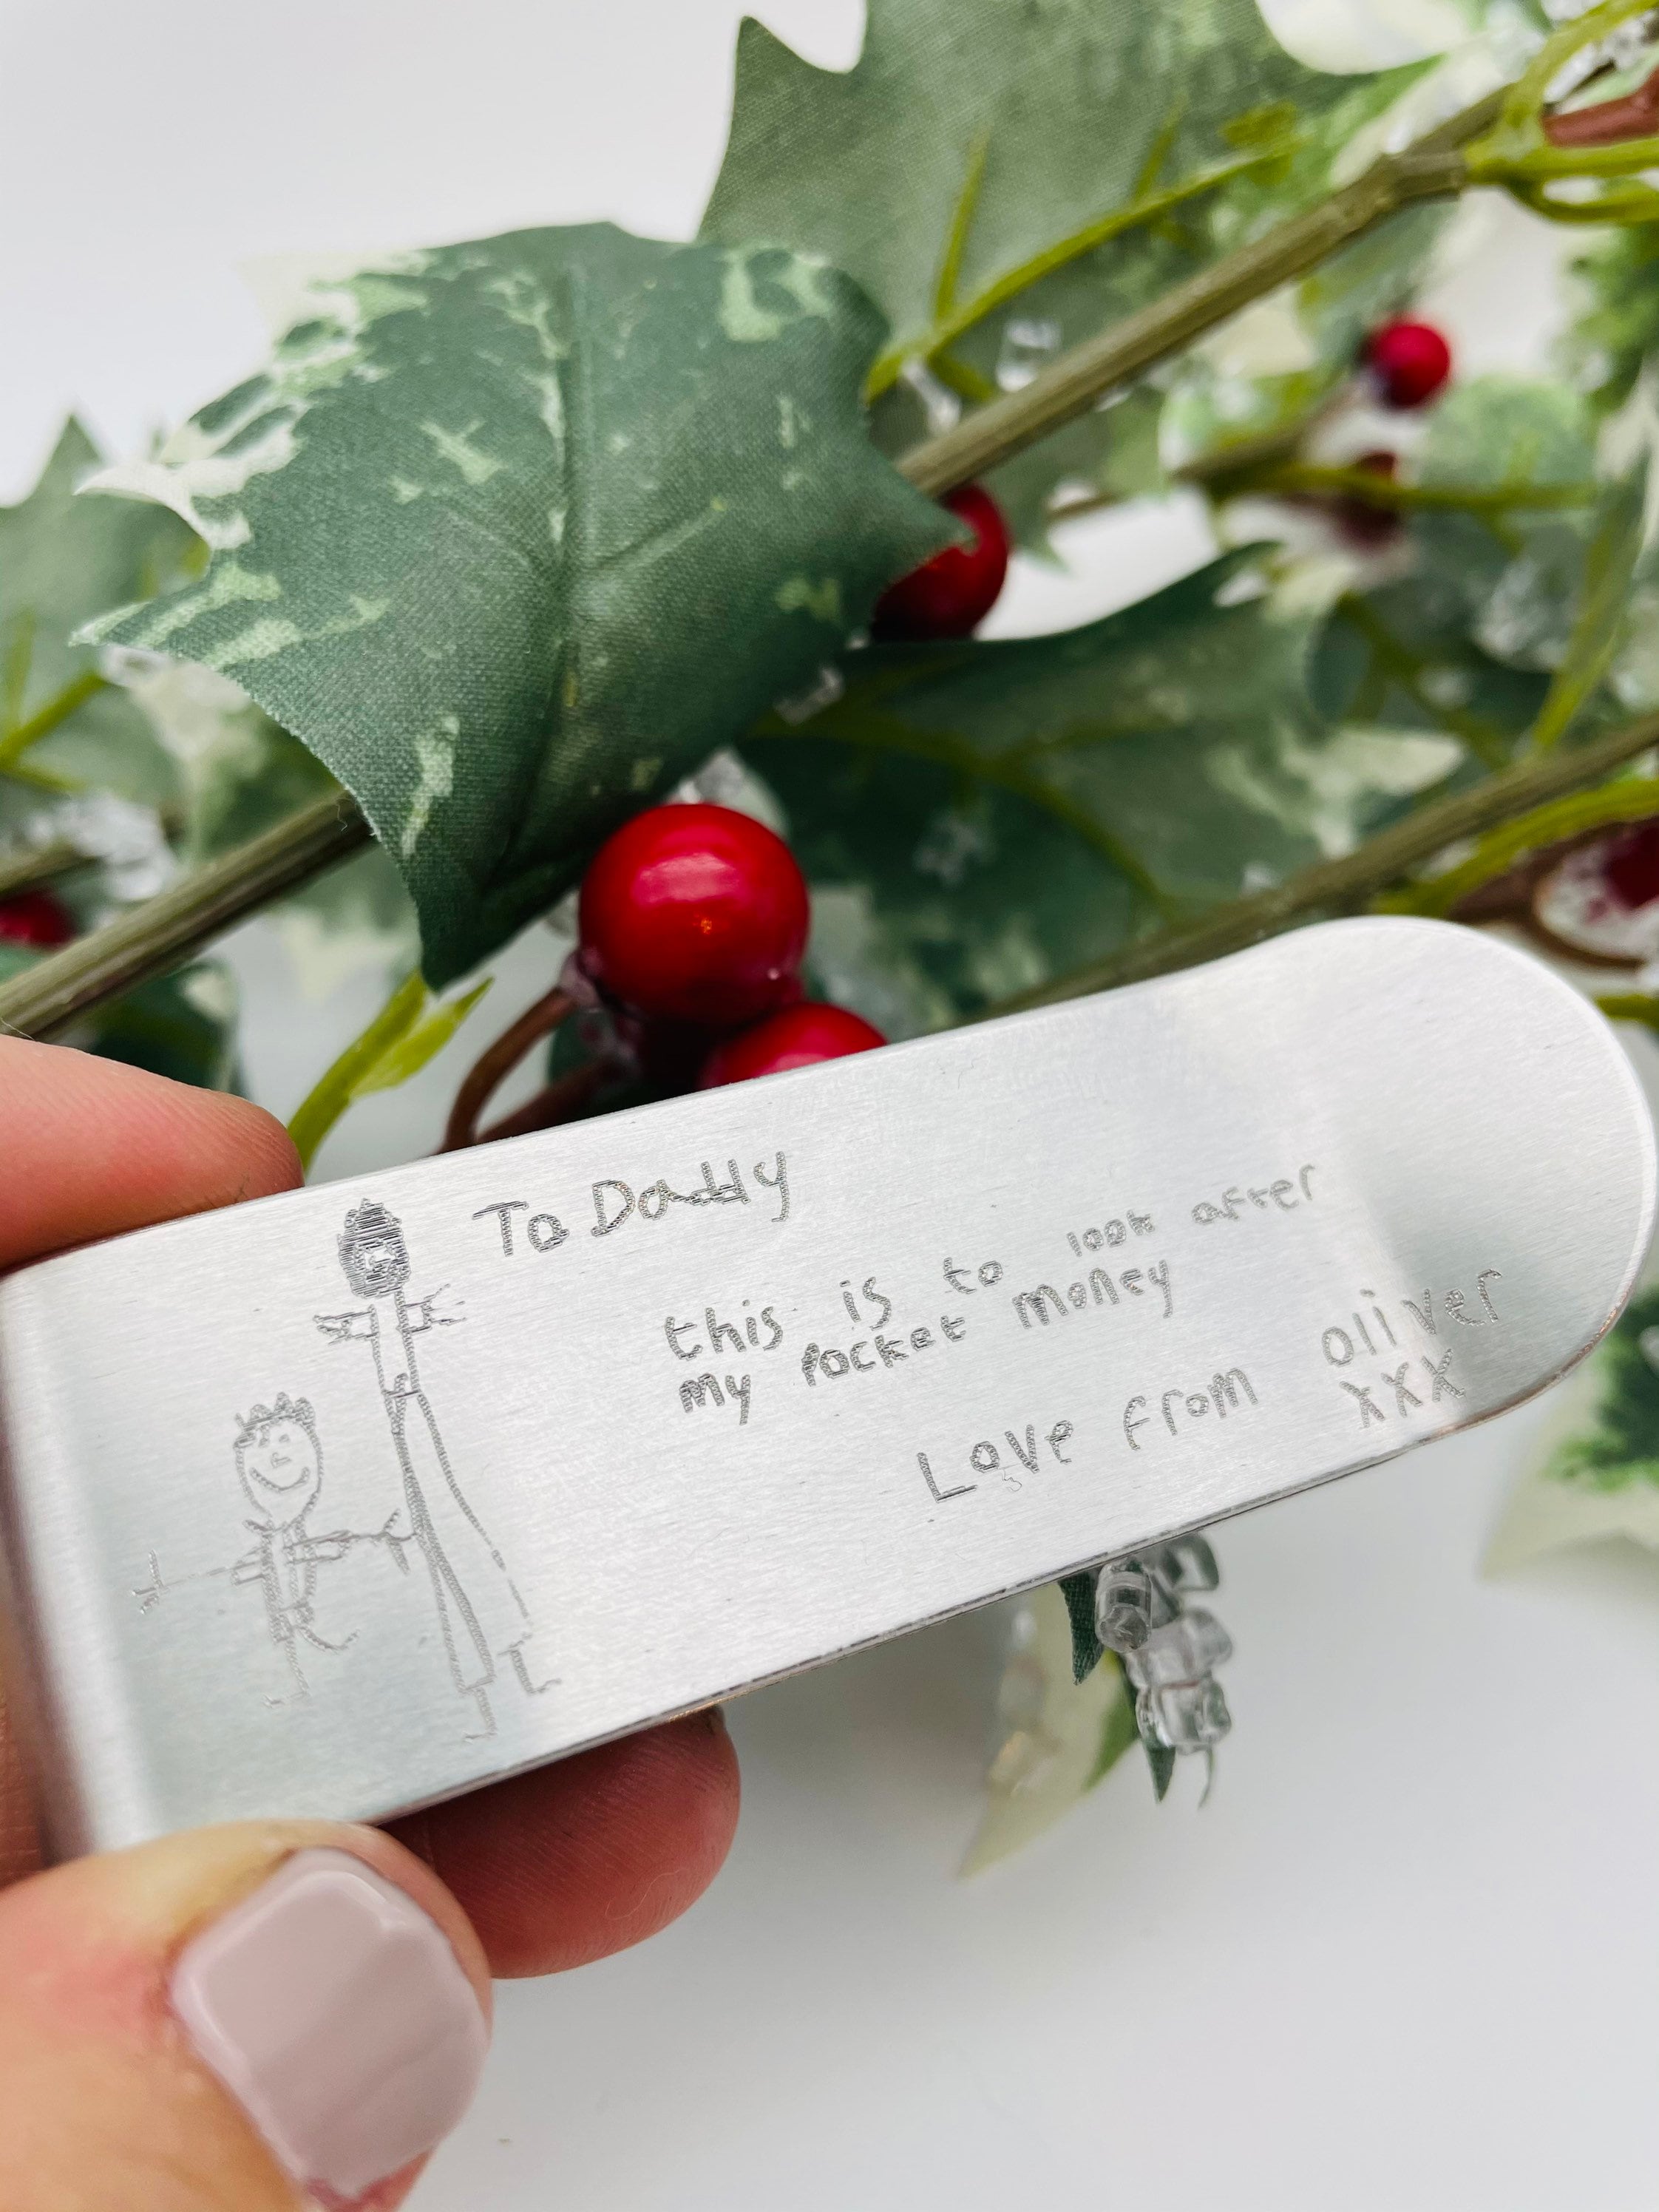 To Daddy
this is to look after
my pocket money
Love from Oliver
xxx